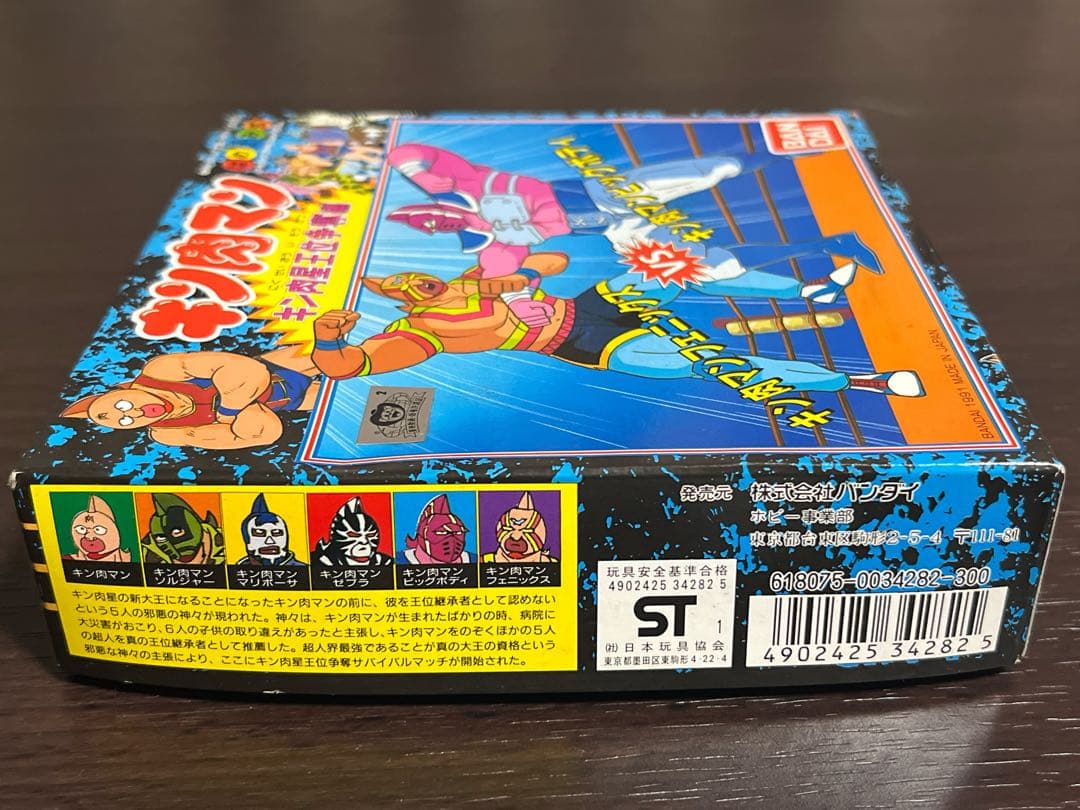 BAN
DAI
キン肉マン
キン肉星王位争奪編
キン肉マンビッグボディ
VS
キン肉マンフェニックス
BANDAI 1991 MADE IN JAPAN
キン肉マン
キン肉マン
ソルジャー
キン肉マン
マリポーサ
キン肉マン
ゼブラ
キン肉マン
ビッグボディ
キン肉マン
フェニックス
キン肉星の新大王になることになったキン肉マンの前に、彼を王位継承者として認めない
という5人の邪悪の神々が現われた。神々は、キン肉マンが生まれたばかりの時、病院に
大災害がおこり、5人の子供の取り違えがあったと主張し、キン肉マンをのぞくほかの5人
の超人を真の王位継承者として推薦した。超人界最強であることが真の大王の資格という
邪悪な神々の主張により、ここにキン肉星王位争奪サバイバルマッチが開始された。
発売元 株式会社バンダイ
ホビー事業部
東京都台東区駒形2-5-4 〒111-81
玩具安全基準合格
4902425 34282 5
ST 1
㈳日本玩具協会
東京都墨田区東駒形4-22-4
618075-0034282-300
4 902425 342825